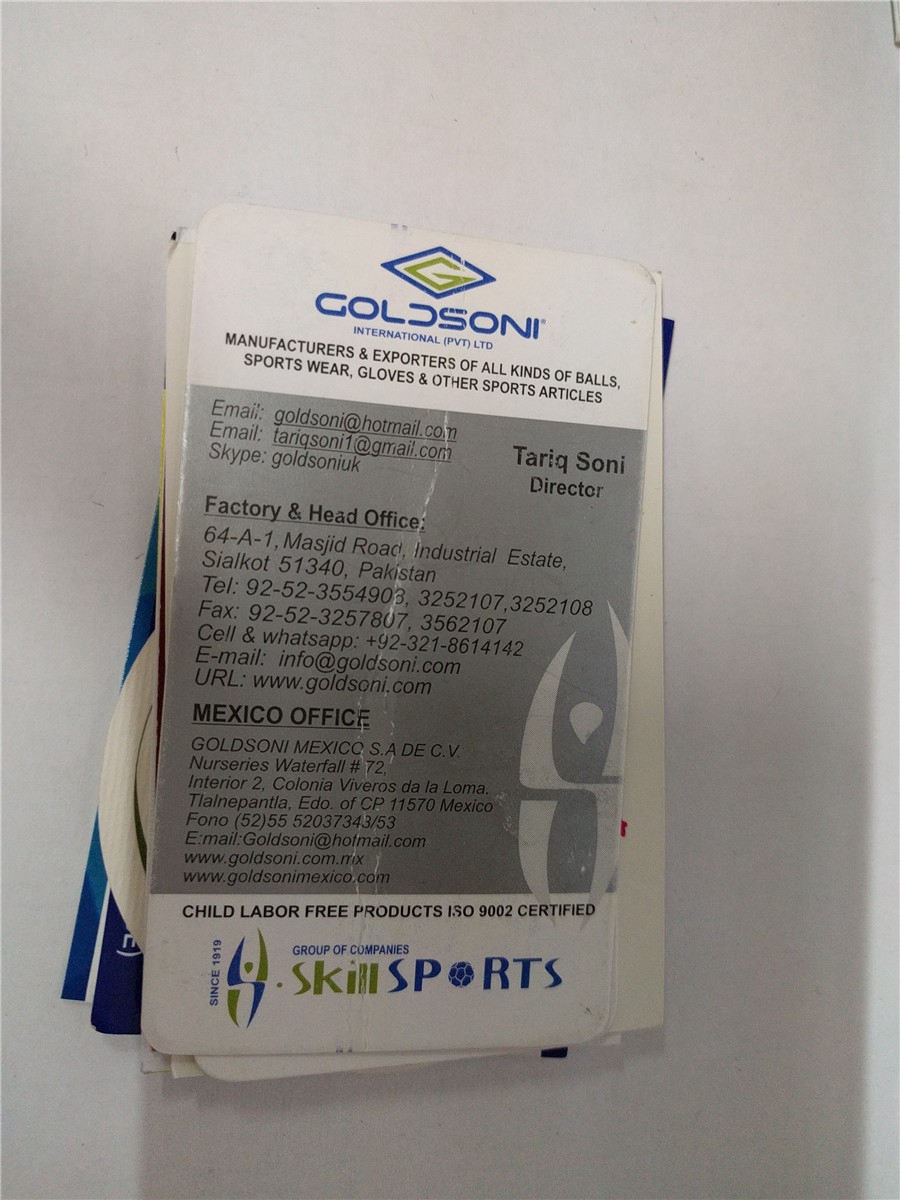 GOLDSONI
INTERNATIONAL (PVT) LTD
MANUFACTURERS & EXPORTERS OF ALL KINDS OF BALLS,
SPORTS WEAR, GLOVES & OTHER SPORTS ARTICLES
Email: goldsoni@hotmail.com
Email: tariqsoni1@gmail.com
Skype: goldsoniuk
Tariq Soni
Director
Factory & Head Office:
64-A-1, Masjid Road, Industrial Estate,
Sialkot 51340, Pakistan
Tel: 92-52-3554908, 3252107,3252108
Fax: 92-52-3257807, 3562107
Cell & whatsapp: +92-321-8614142
E-mail: info@goldsoni.com
URL: www.goldsoni.com
MEXICO OFFICE
GOLDSONI MEXICO S.A DE C.V.
Nurseries Waterfall # 72,
Interior 2, Colonia Viveros da la Loma.
Tlalnepantla, Edo. of CP 11570 Mexico
Fono (52)55 52037343/53
E:mail:Goldsoni@hotmail.com
www.goldsoni.com.mx
www.goldsonimexico.com
CHILD LABOR FREE PRODUCTS ISO 9002 CERTIFIED
SINCE 1919
GROUP OF COMPANIES
Skill SPORTS